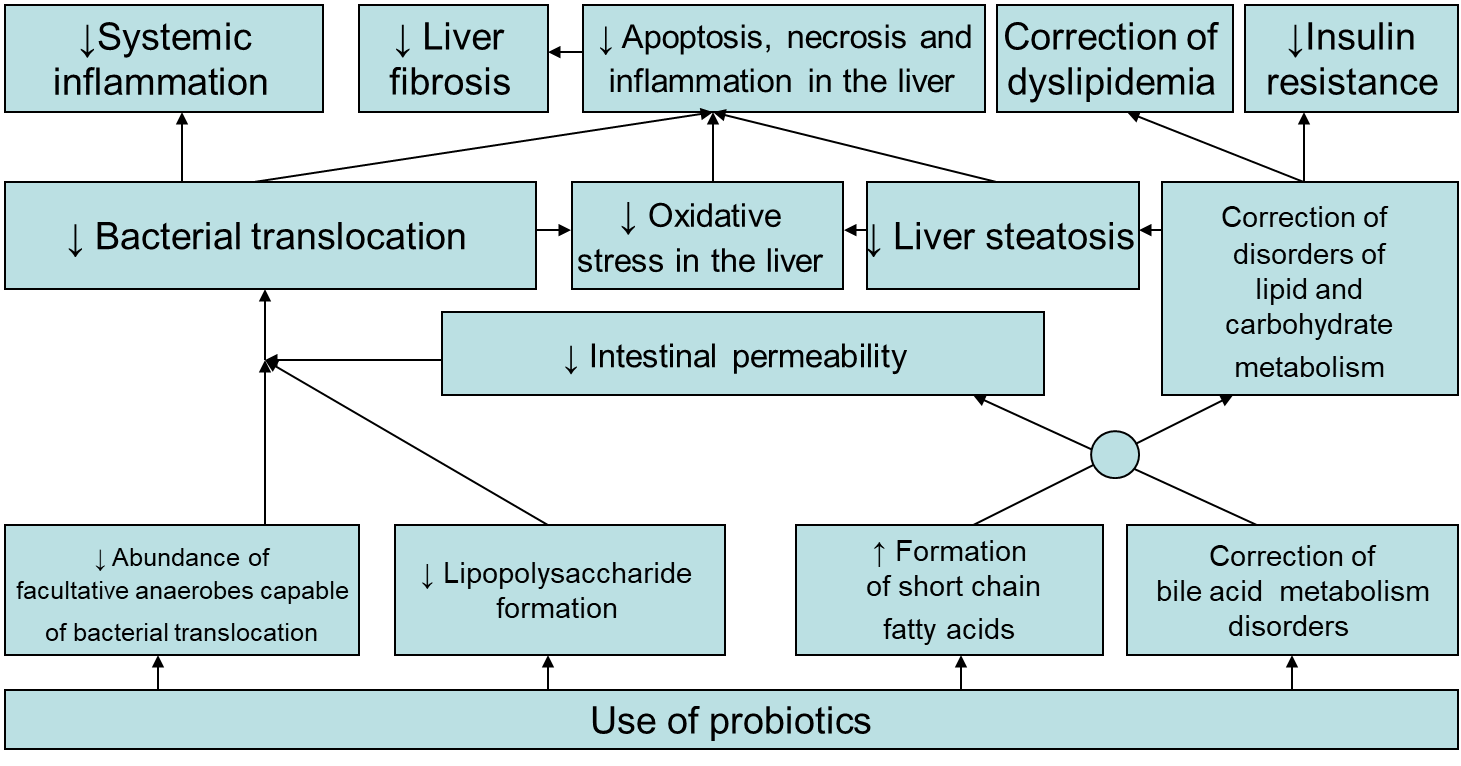 ↓Systemic
inflammation
↓ Liver
fibrosis
↓ Apoptosis, necrosis and
inflammation in the liver
Correction of
dyslipidemia
↓Insulin
resistance
↓ Bacterial translocation
↓ Oxidative
stress in the liver
↓ Liver steatosis
Correction of
disorders of
lipid and
carbohydrate
metabolism
↓ Intestinal permeability
↓ Abundance of
facultative anaerobes capable
of bacterial translocation
↓ Lipopolysaccharide
formation
↑ Formation
of short chain
fatty acids
Correction of
bile acid metabolism
disorders
Use of probiotics